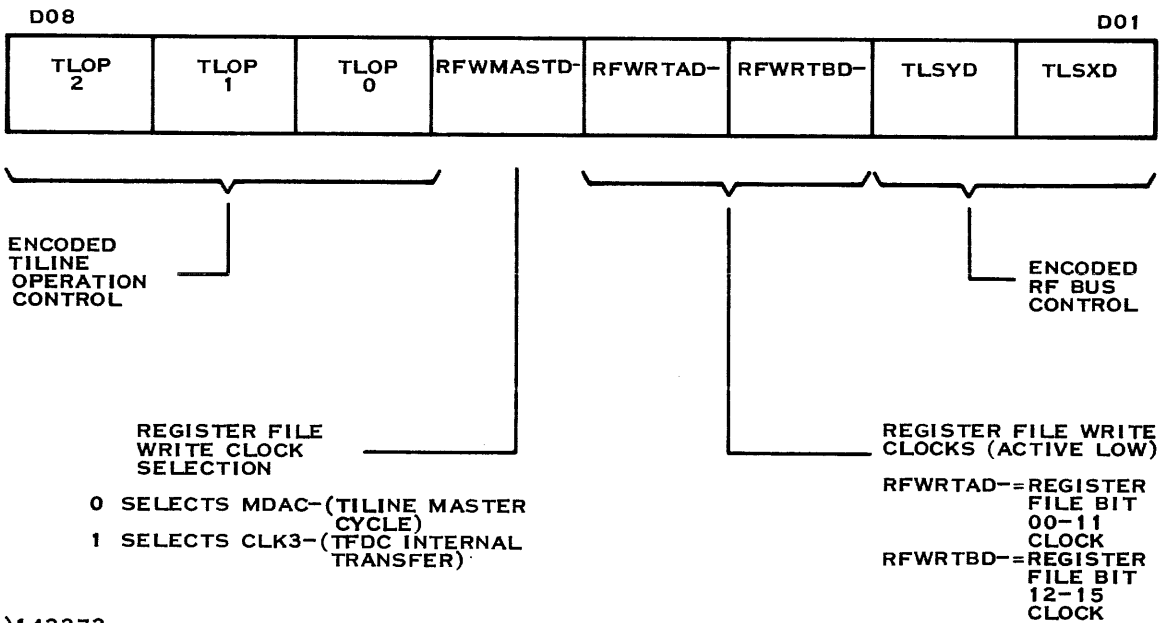 D08 D01
TLOP 2
TLOP 1
TLOP 0
RFWMASTD-
RFWRTAD-
RFWRTBD-
TLSYD
TLSXD
ENCODED
TILINE
OPERATION
CONTROL
ENCODED
RF BUS
CONTROL
REGISTER FILE
WRITE CLOCK
SELECTION
0 SELECTS MDAC-(TILINE MASTER
CYCLE)
1 SELECTS CLK3-(TFDC INTERNAL
TRANSFER)
REGISTER FILE WRITE
CLOCKS (ACTIVE LOW)
RFWRTAD-=REGISTER
FILE BIT
00-11
CLOCK
RFWRTBD-=REGISTER
FILE BIT
12-15
CLOCK